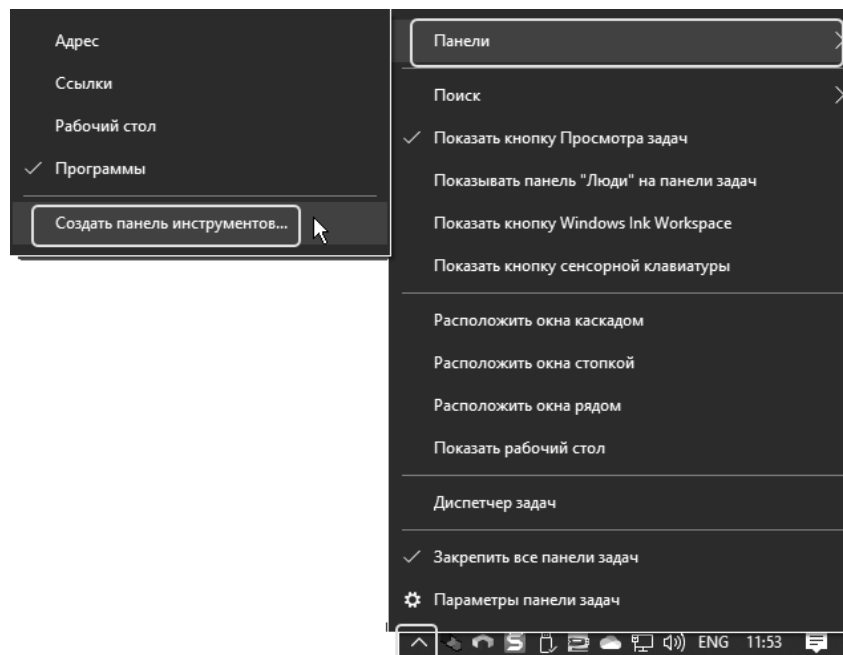 Адрес
Ссылки
Рабочий стол
Программы
Создать панель инструментов...
Панели
Поиск
Показать кнопку Просмотра задач
Показывать панель "Люди" на панели задач
Показать кнопку Windows Ink Workspace
Показать кнопку сенсорной клавиатуры
Расположить окна каскадом
Расположить окна стопкой
Расположить окна рядом
Показать рабочий стол
Диспетчер задач
Закрепить все панели задач
Параметры панели задач
ENG 11:53